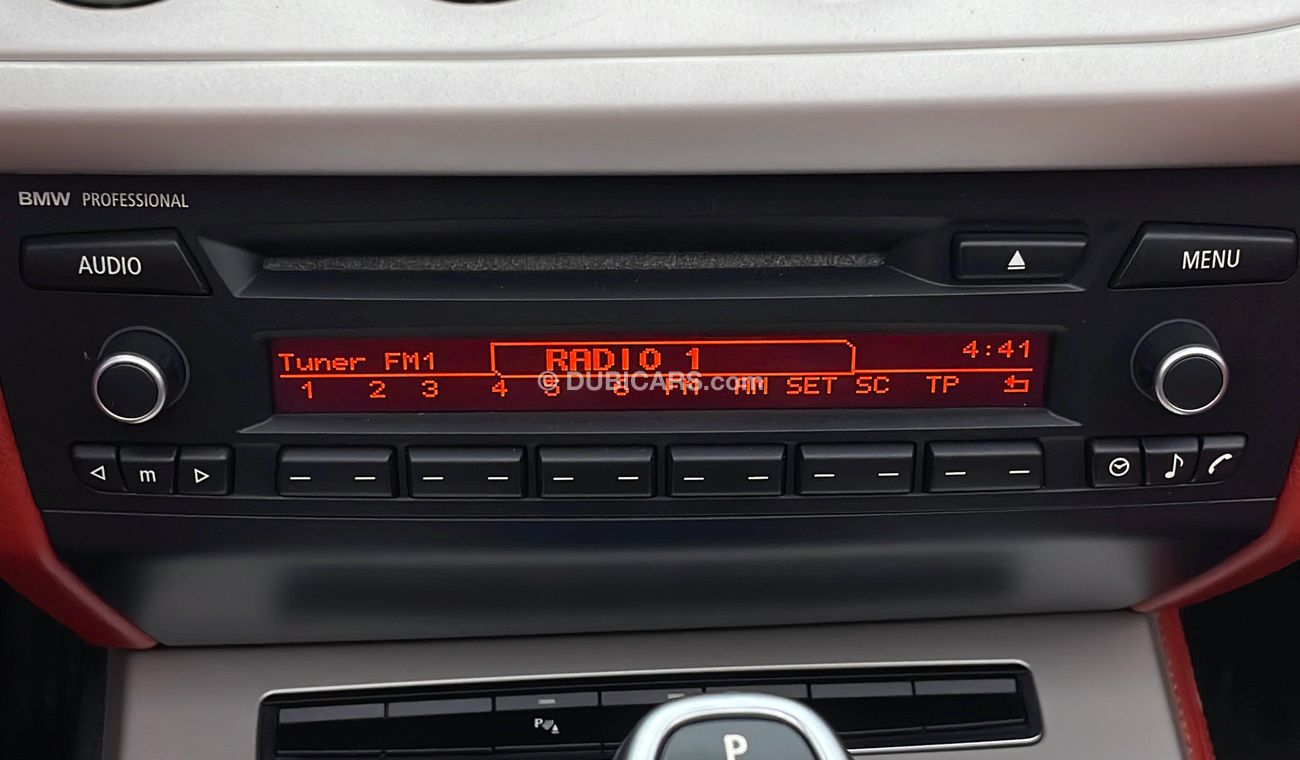 BMW PROFESSIONAL
AUDIO
MENU
Tuner FM1
RADIO 1
4:41
1 2 3 4 5 6 FM AM SET SC TP
© DUBICARS.com
m
P
P